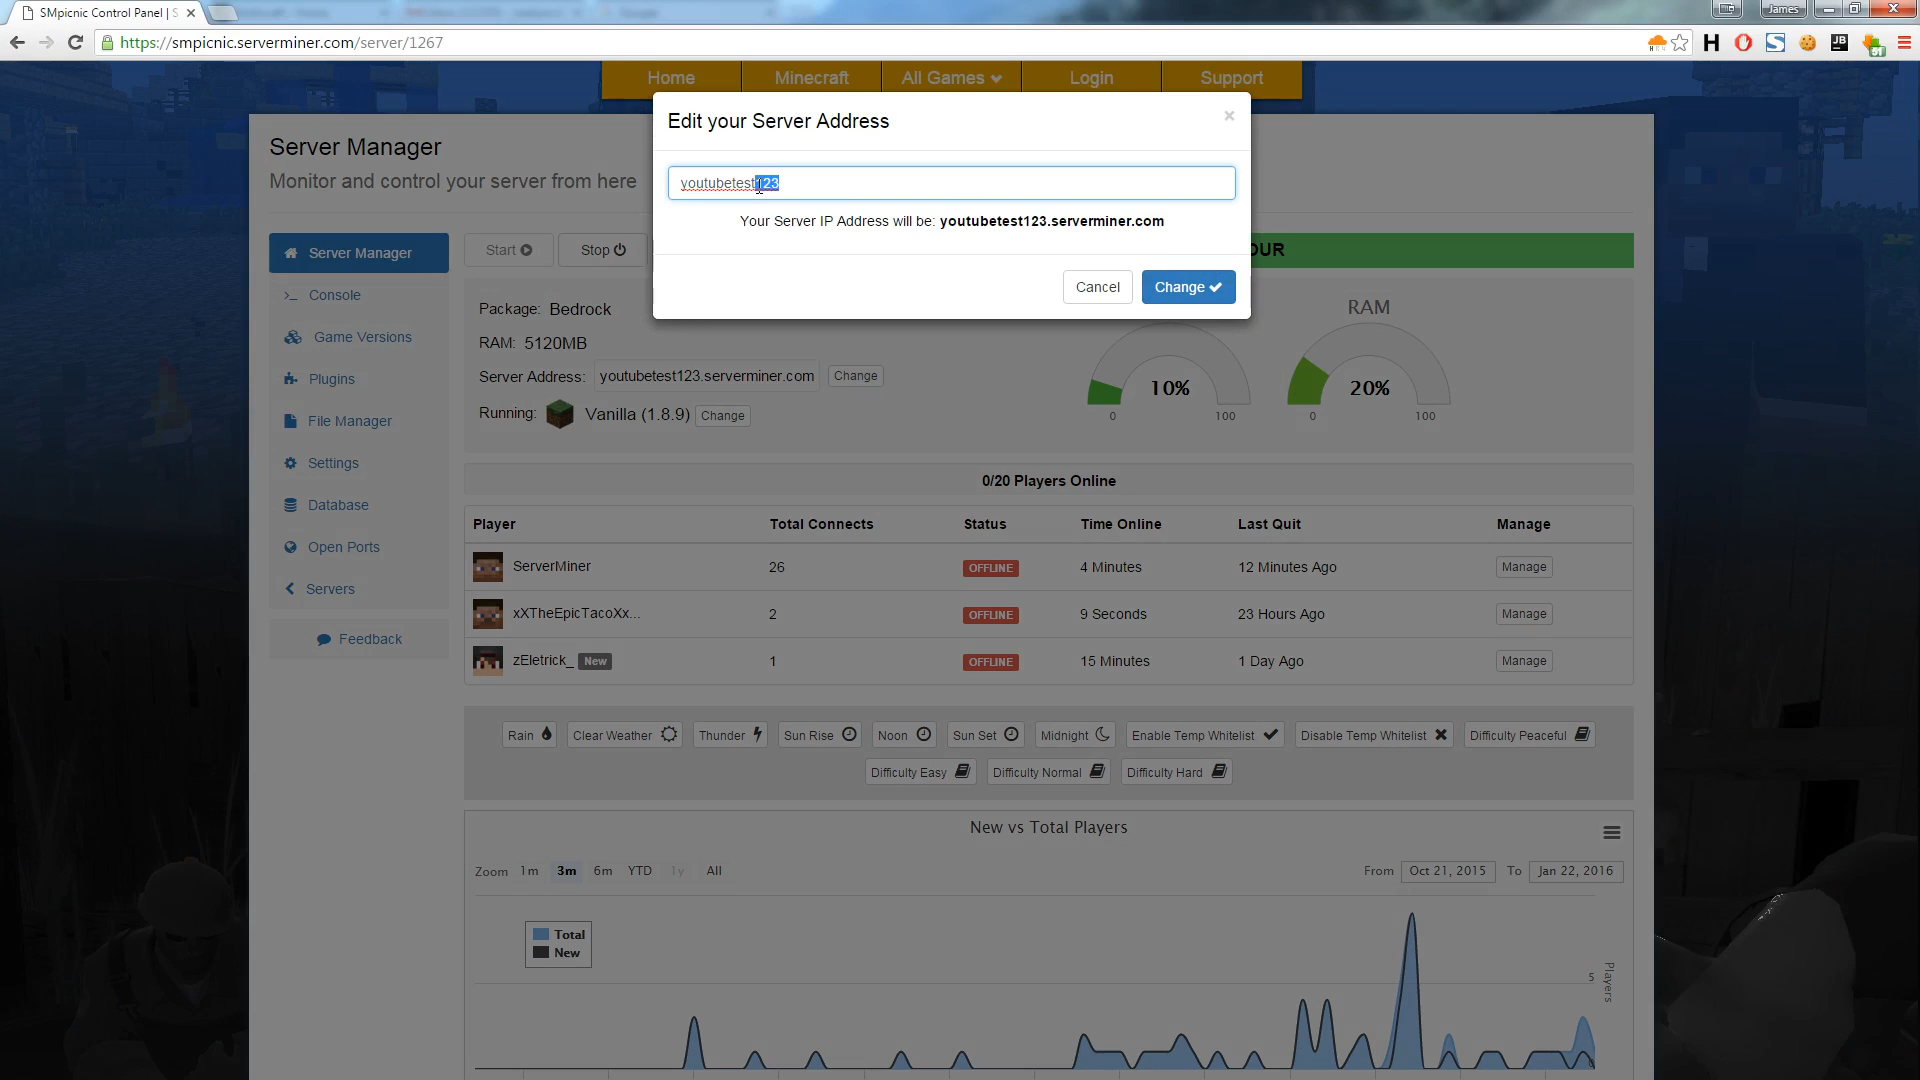 SMpicnic Control Panel | S
James
https://smpicnic.serverminer.com/server/1267
Home
Minecraft
All Games
Login
Support
Edit your Server Address
×
youtubetest123
Your Server IP Address will be: youtubetest123.serverminer.com
Cancel
Change
Server Manager
Monitor and control your server from here
Server Manager
Console
Game Versions
Plugins
File Manager
Settings
Database
Open Ports
Servers
Feedback
Start
Stop
OUR
Package: Bedrock
RAM: 5120MB
Server Address: youtubetest123.serverminer.com Change
Running: Vanilla (1.8.9) Change
10%
0 100
RAM
20%
0 100
0/20 Players Online
Player Total Connects Status Time Online Last Quit Manage
ServerMiner 26 OFFLINE 4 Minutes 12 Minutes Ago Manage
xXTheEpicTacoXx... 2 OFFLINE 9 Seconds 23 Hours Ago Manage
zEletrick_ New 1 OFFLINE 15 Minutes 1 Day Ago Manage
Rain Clear Weather Thunder Sun Rise Noon Sun Set Midnight Enable Temp Whitelist Disable Temp Whitelist Difficulty Peaceful
Difficulty Easy Difficulty Normal Difficulty Hard
New vs Total Players
Zoom 1m 3m 6m YTD 1y All
From Oct 21, 2015 To Jan 22, 2016
Total
New
5
Players
0